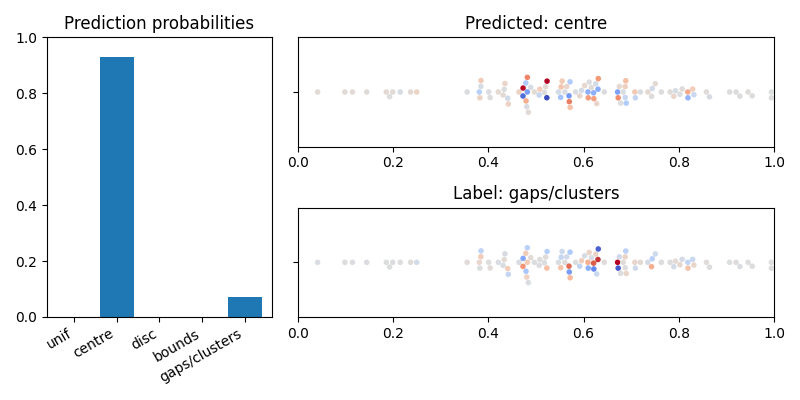 Prediction probabilities
1.0
0.8
0.6
0.4
0.2
0.0
unif
centre
disc
bounds
gaps/clusters
Predicted: centre
0.0 0.2 0.4 0.6 0.8 1.0
Label: gaps/clusters
0.0 0.2 0.4 0.6 0.8 1.0